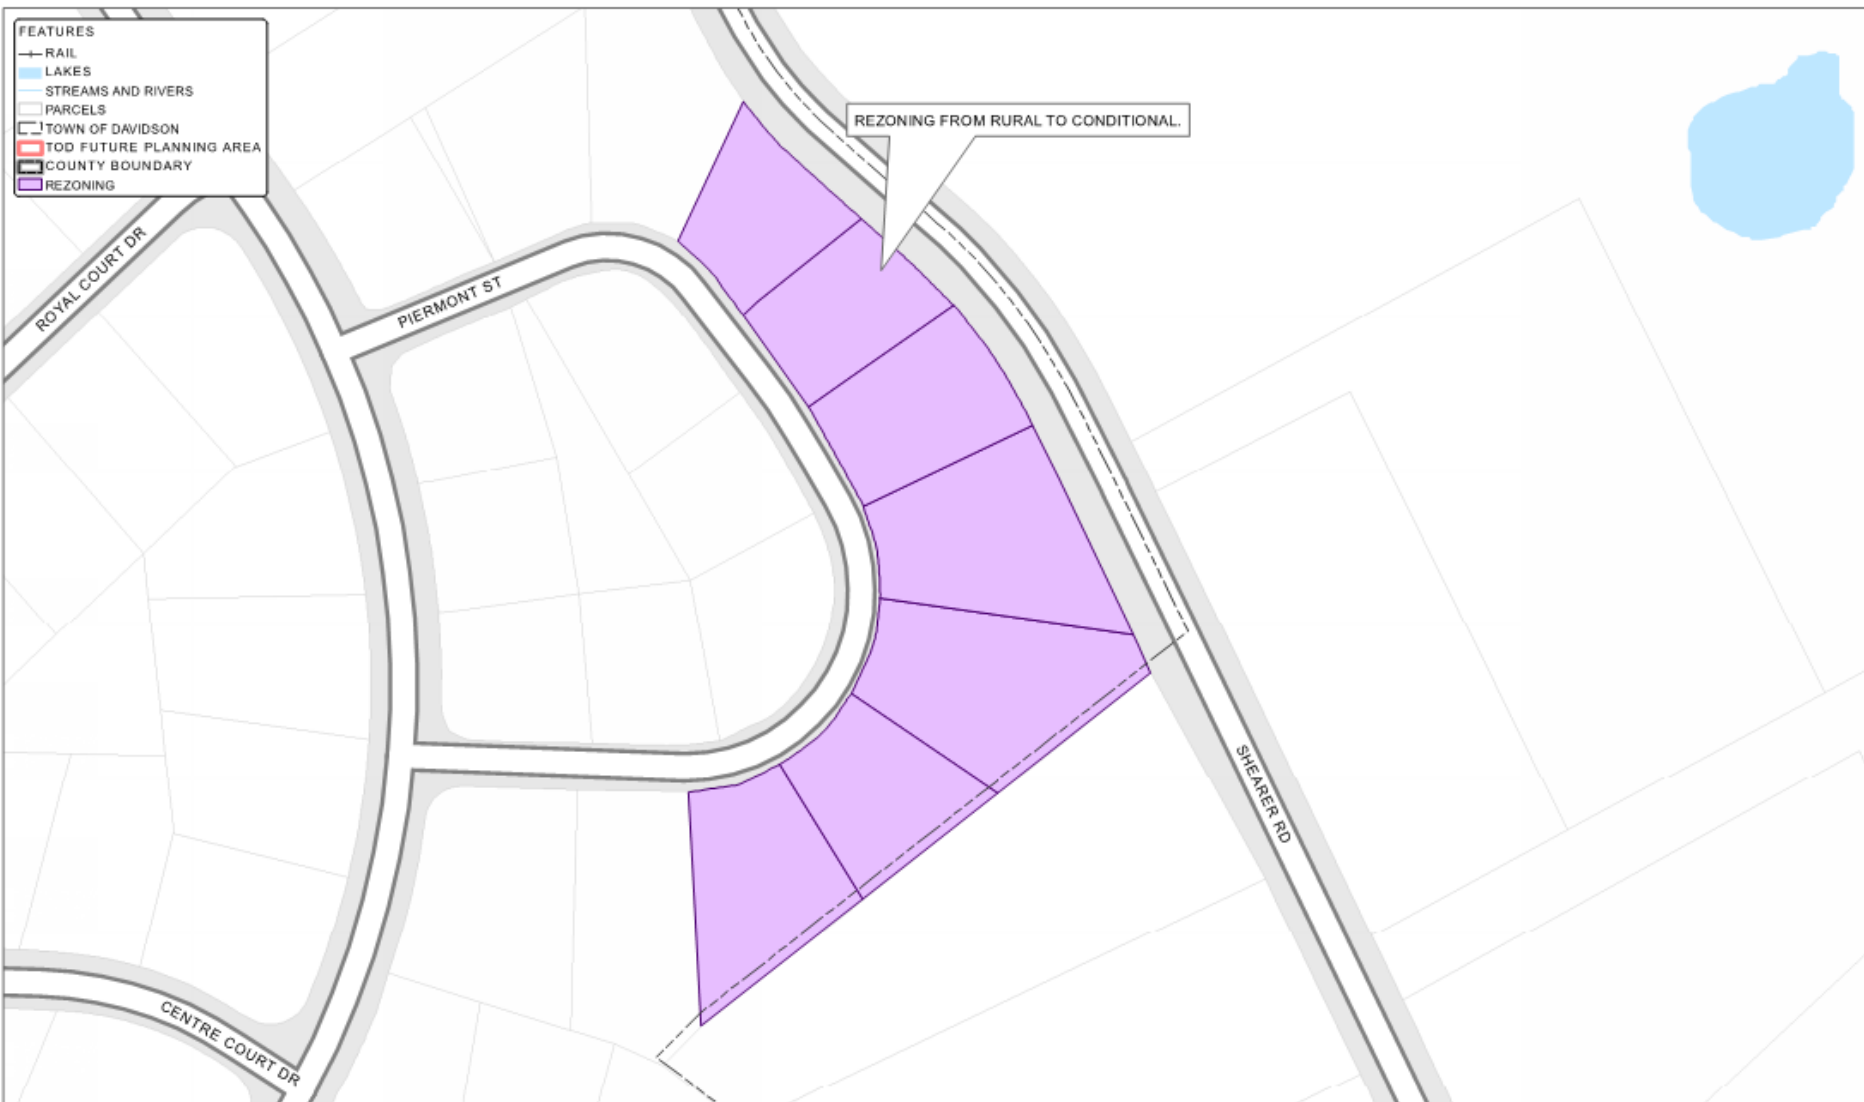 FEATURES
RAIL
LAKES
STREAMS AND RIVERS
PARCELS
TOWN OF DAVIDSON
TOD FUTURE PLANNING AREA
COUNTY BOUNDARY
REZONING
REZONING FROM RURAL TO CONDITIONAL.
ROYAL COURT DR
PIERMONT ST
SHEARER RD
CENTRE COURT DR